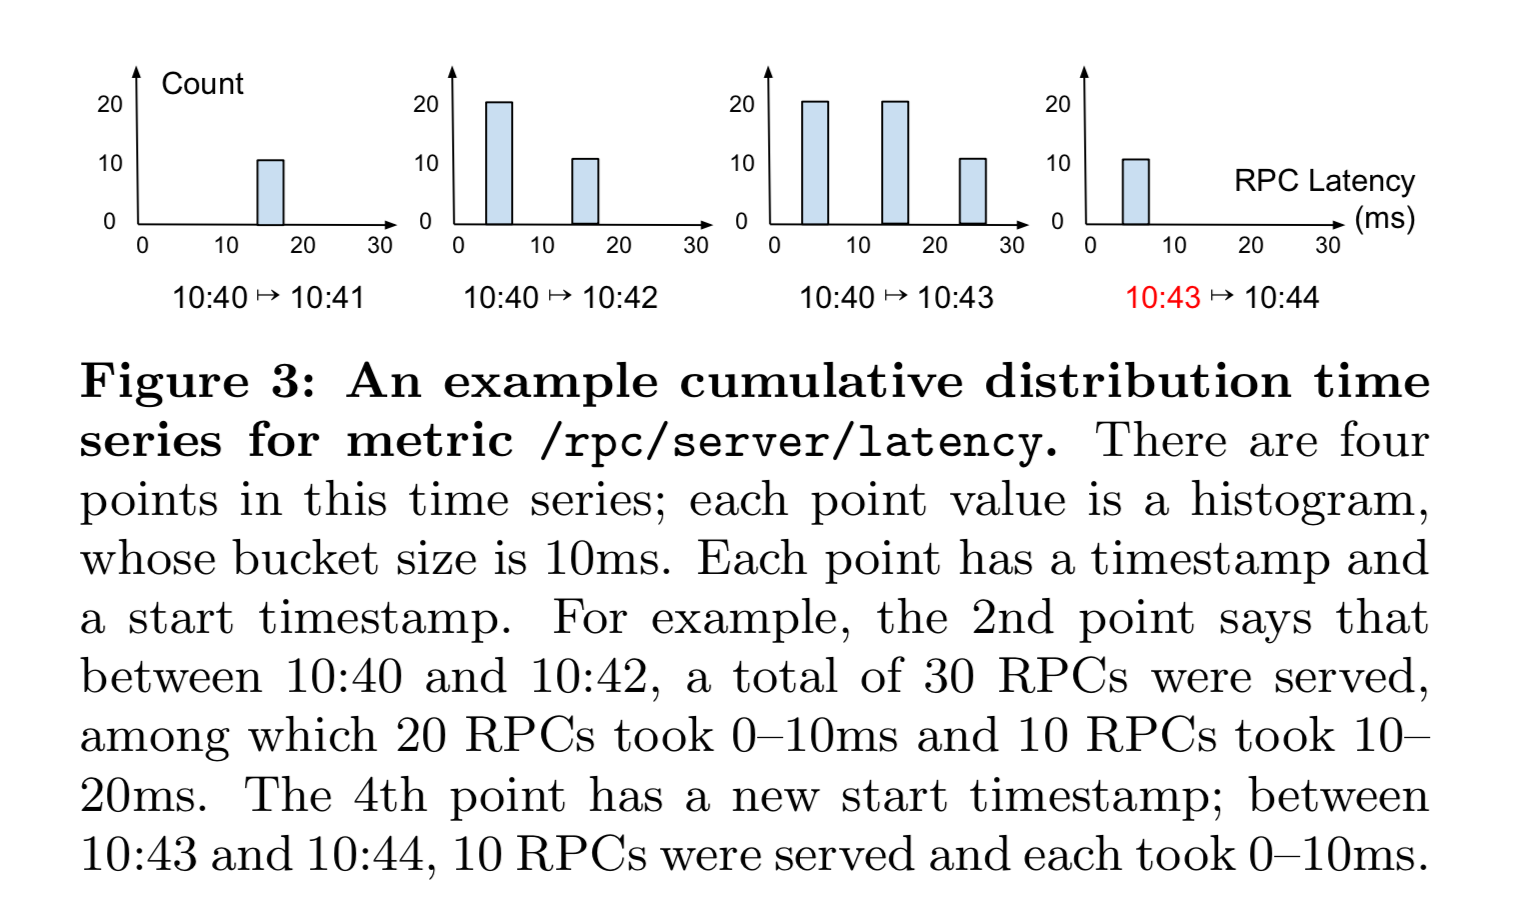 Count
20
10
0
0 10 20 30
10:40 ↦ 10:41
20
10
0
0 10 20 30
10:40 ↦ 10:42
20
10
0
0 10 20 30
10:40 ↦ 10:43
20
10
0
0 10 20 30
RPC Latency
(ms)
10:43 ↦ 10:44
Figure 3: An example cumulative distribution time
series for metric /rpc/server/latency. There are four
points in this time series; each point value is a histogram,
whose bucket size is 10ms. Each point has a timestamp and
a start timestamp. For example, the 2nd point says that
between 10:40 and 10:42, a total of 30 RPCs were served,
among which 20 RPCs took 0–10ms and 10 RPCs took 10–
20ms. The 4th point has a new start timestamp; between
10:43 and 10:44, 10 RPCs were served and each took 0–10ms.